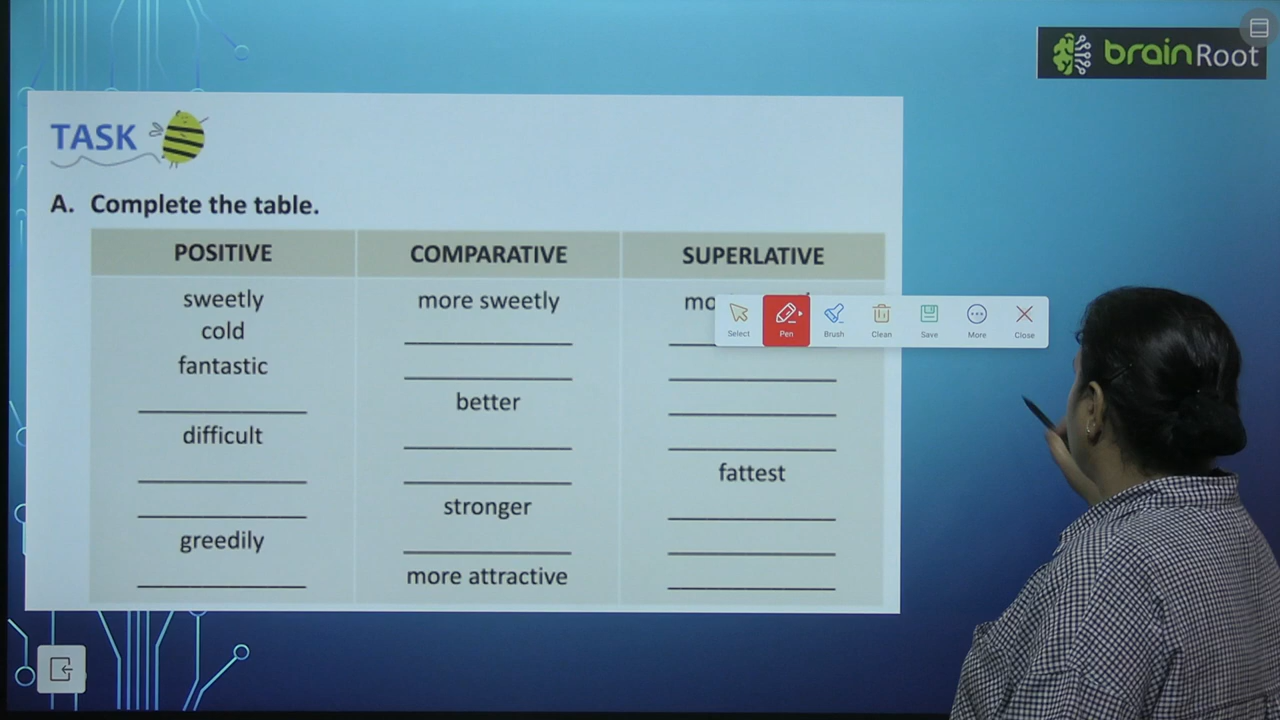 brainRoot
TASK
A. Complete the table.
POSITIVE COMPARATIVE SUPERLATIVE
sweetly more sweetly
cold
fantastic
better
difficult
fattest
stronger
greedily
more attractive
Select Pen Brush Clean Save More Close